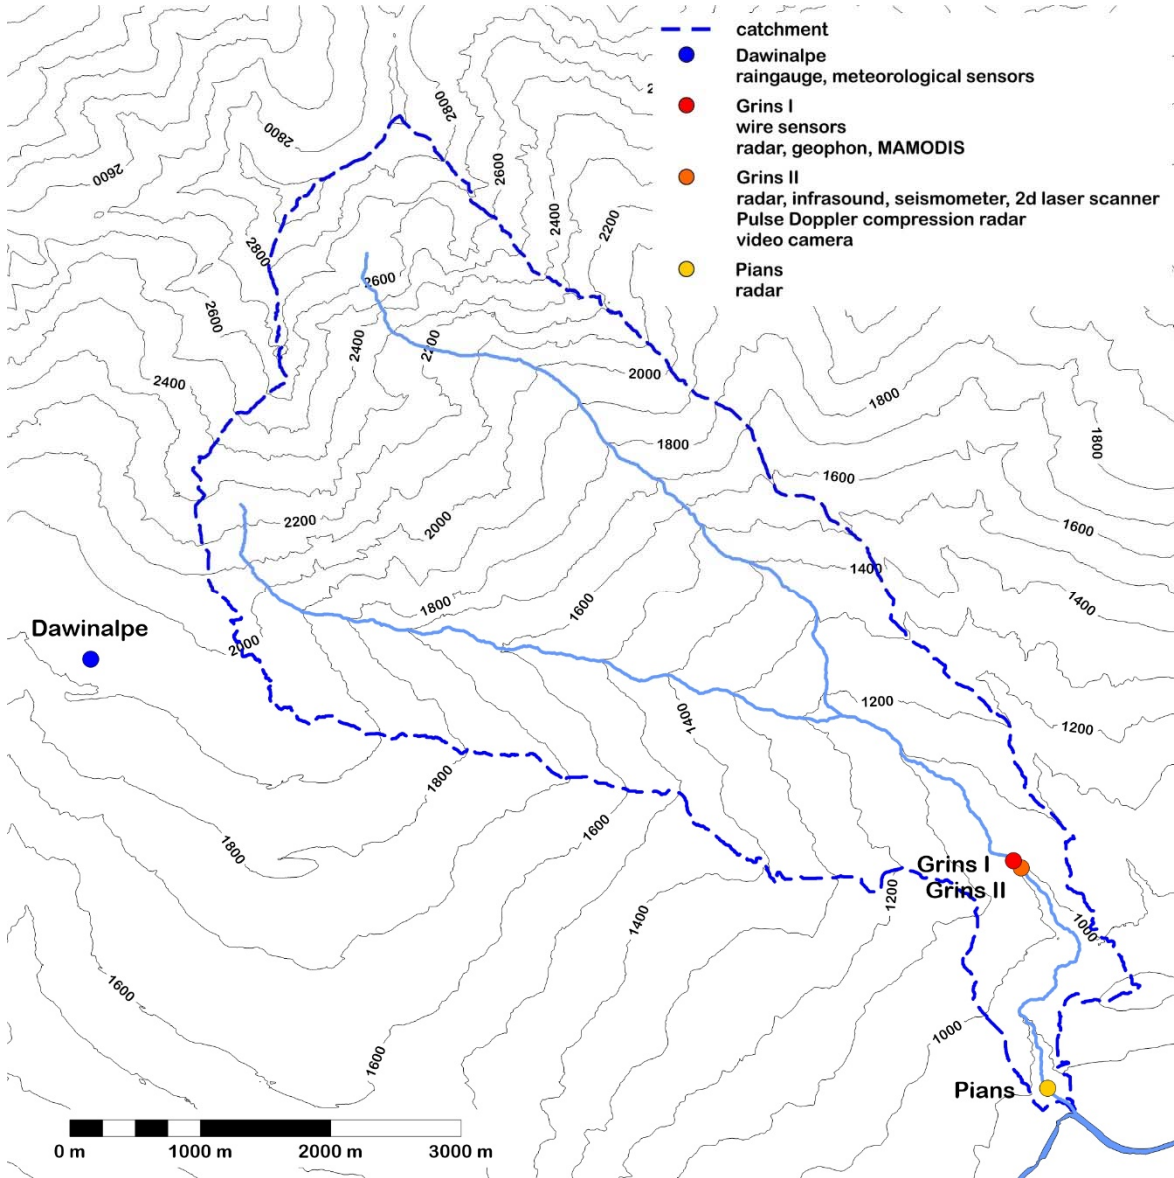 catchment
Dawinalpe
raingauge, meteorological sensors
Grins I
wire sensors
radar, geophon, MAMODIS
Grins II
radar, infrasound, seismometer, 2d laser scanner
Pulse Doppler compression radar
video camera
Pians
radar
2800
2800
2600
2600
2400
2200
2800
2600
2600
2400
2200
2400
2000
1800
1800
1800
1600
2200
2000
1600
1400
1400
1800
1600
Dawinalpe
2000
1400
1200
1200
1800
1600
1800
Grins I
Grins II
1200
1400
1000
1600
1000
1600
Pians
0 m 1000 m 2000 m 3000 m